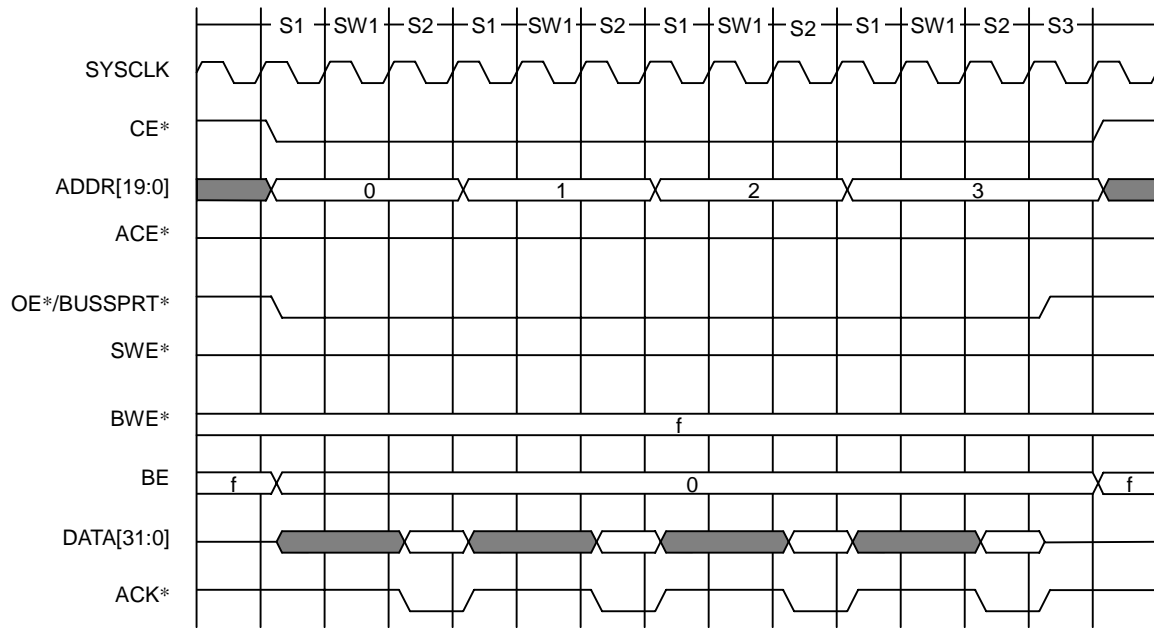 S1 SW1 S2 S1 SW1 S2 S1 SW1 S2 S1 SW1 S2 S3
SYSCLK
CE*
ADDR[19:0] 0 1 2 3
ACE*
OE*/BUSSPRT*
SWE*
BWE* f
BE f 0 f
DATA[31:0]
ACK*